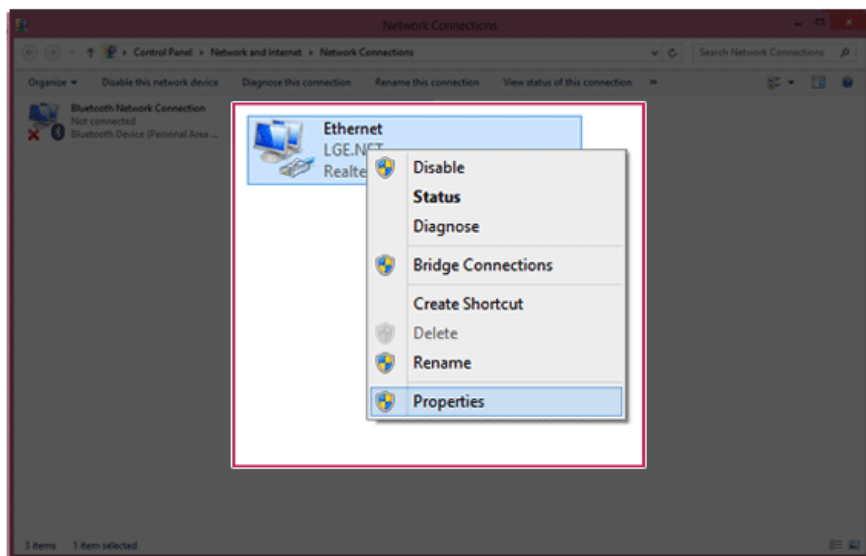 Network Connections
Control Panel › Network and Internet › Network Connections
Search Network Connections
Organize
Disable this network device
Diagnose this connection
Rename this connection
View status of this connection
»
Bluetooth Network Connection
Not connected
Bluetooth Device (Personal Area ...
Ethernet
LGE.NET
Realte
Disable
Status
Diagnose
Bridge Connections
Create Shortcut
Delete
Rename
Properties
3 items
1 item selected